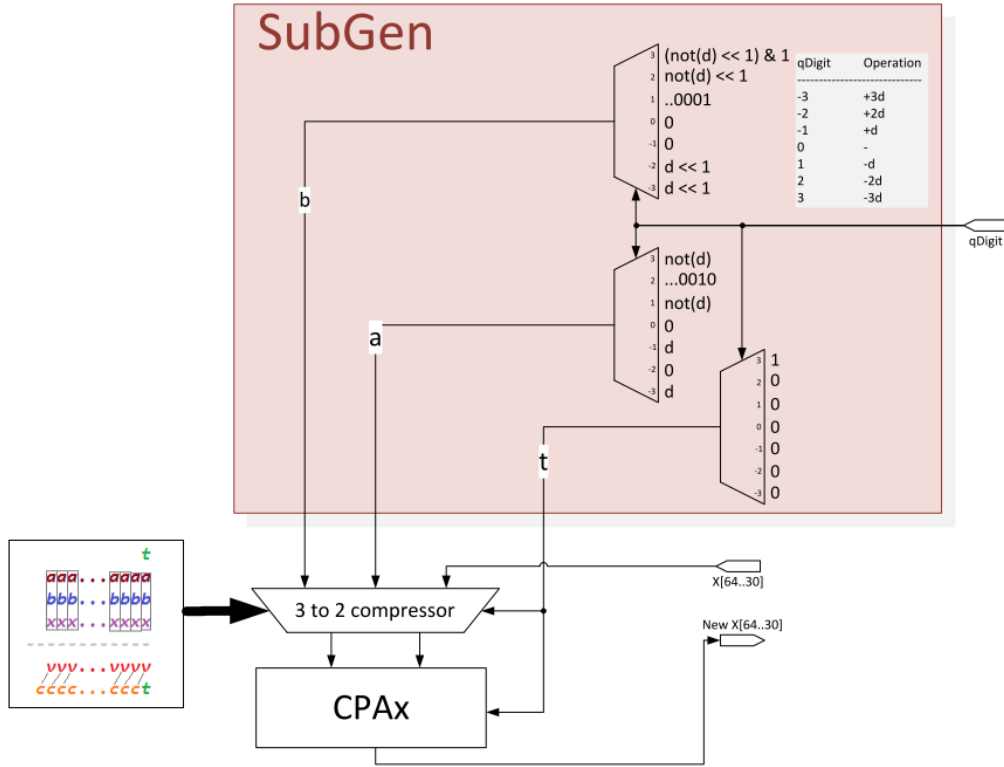 SubGen
3 (not(d) << 1) & 1
2 not(d) << 1
1 ..0001
0 0
-1 0
-2 d << 1
-3 d << 1
qDigit Operation
----------------------------
-3 +3d
-2 +2d
-1 +d
0 -
1 -d
2 -2d
3 -3d
b
qDigit
3 not(d)
2 ...0010
1 not(d)
0 0
-1 d
-2 0
-3 d
a
3 1
2 0
1 0
0 0
-1 0
-2 0
-3 0
t
t
aaa...aaaa
bbb...bbbb
xxx...xxxx
vvv...vvvv
cccc...ccct
3 to 2 compressor
X[64..30]
New X[64..30]
CPAx